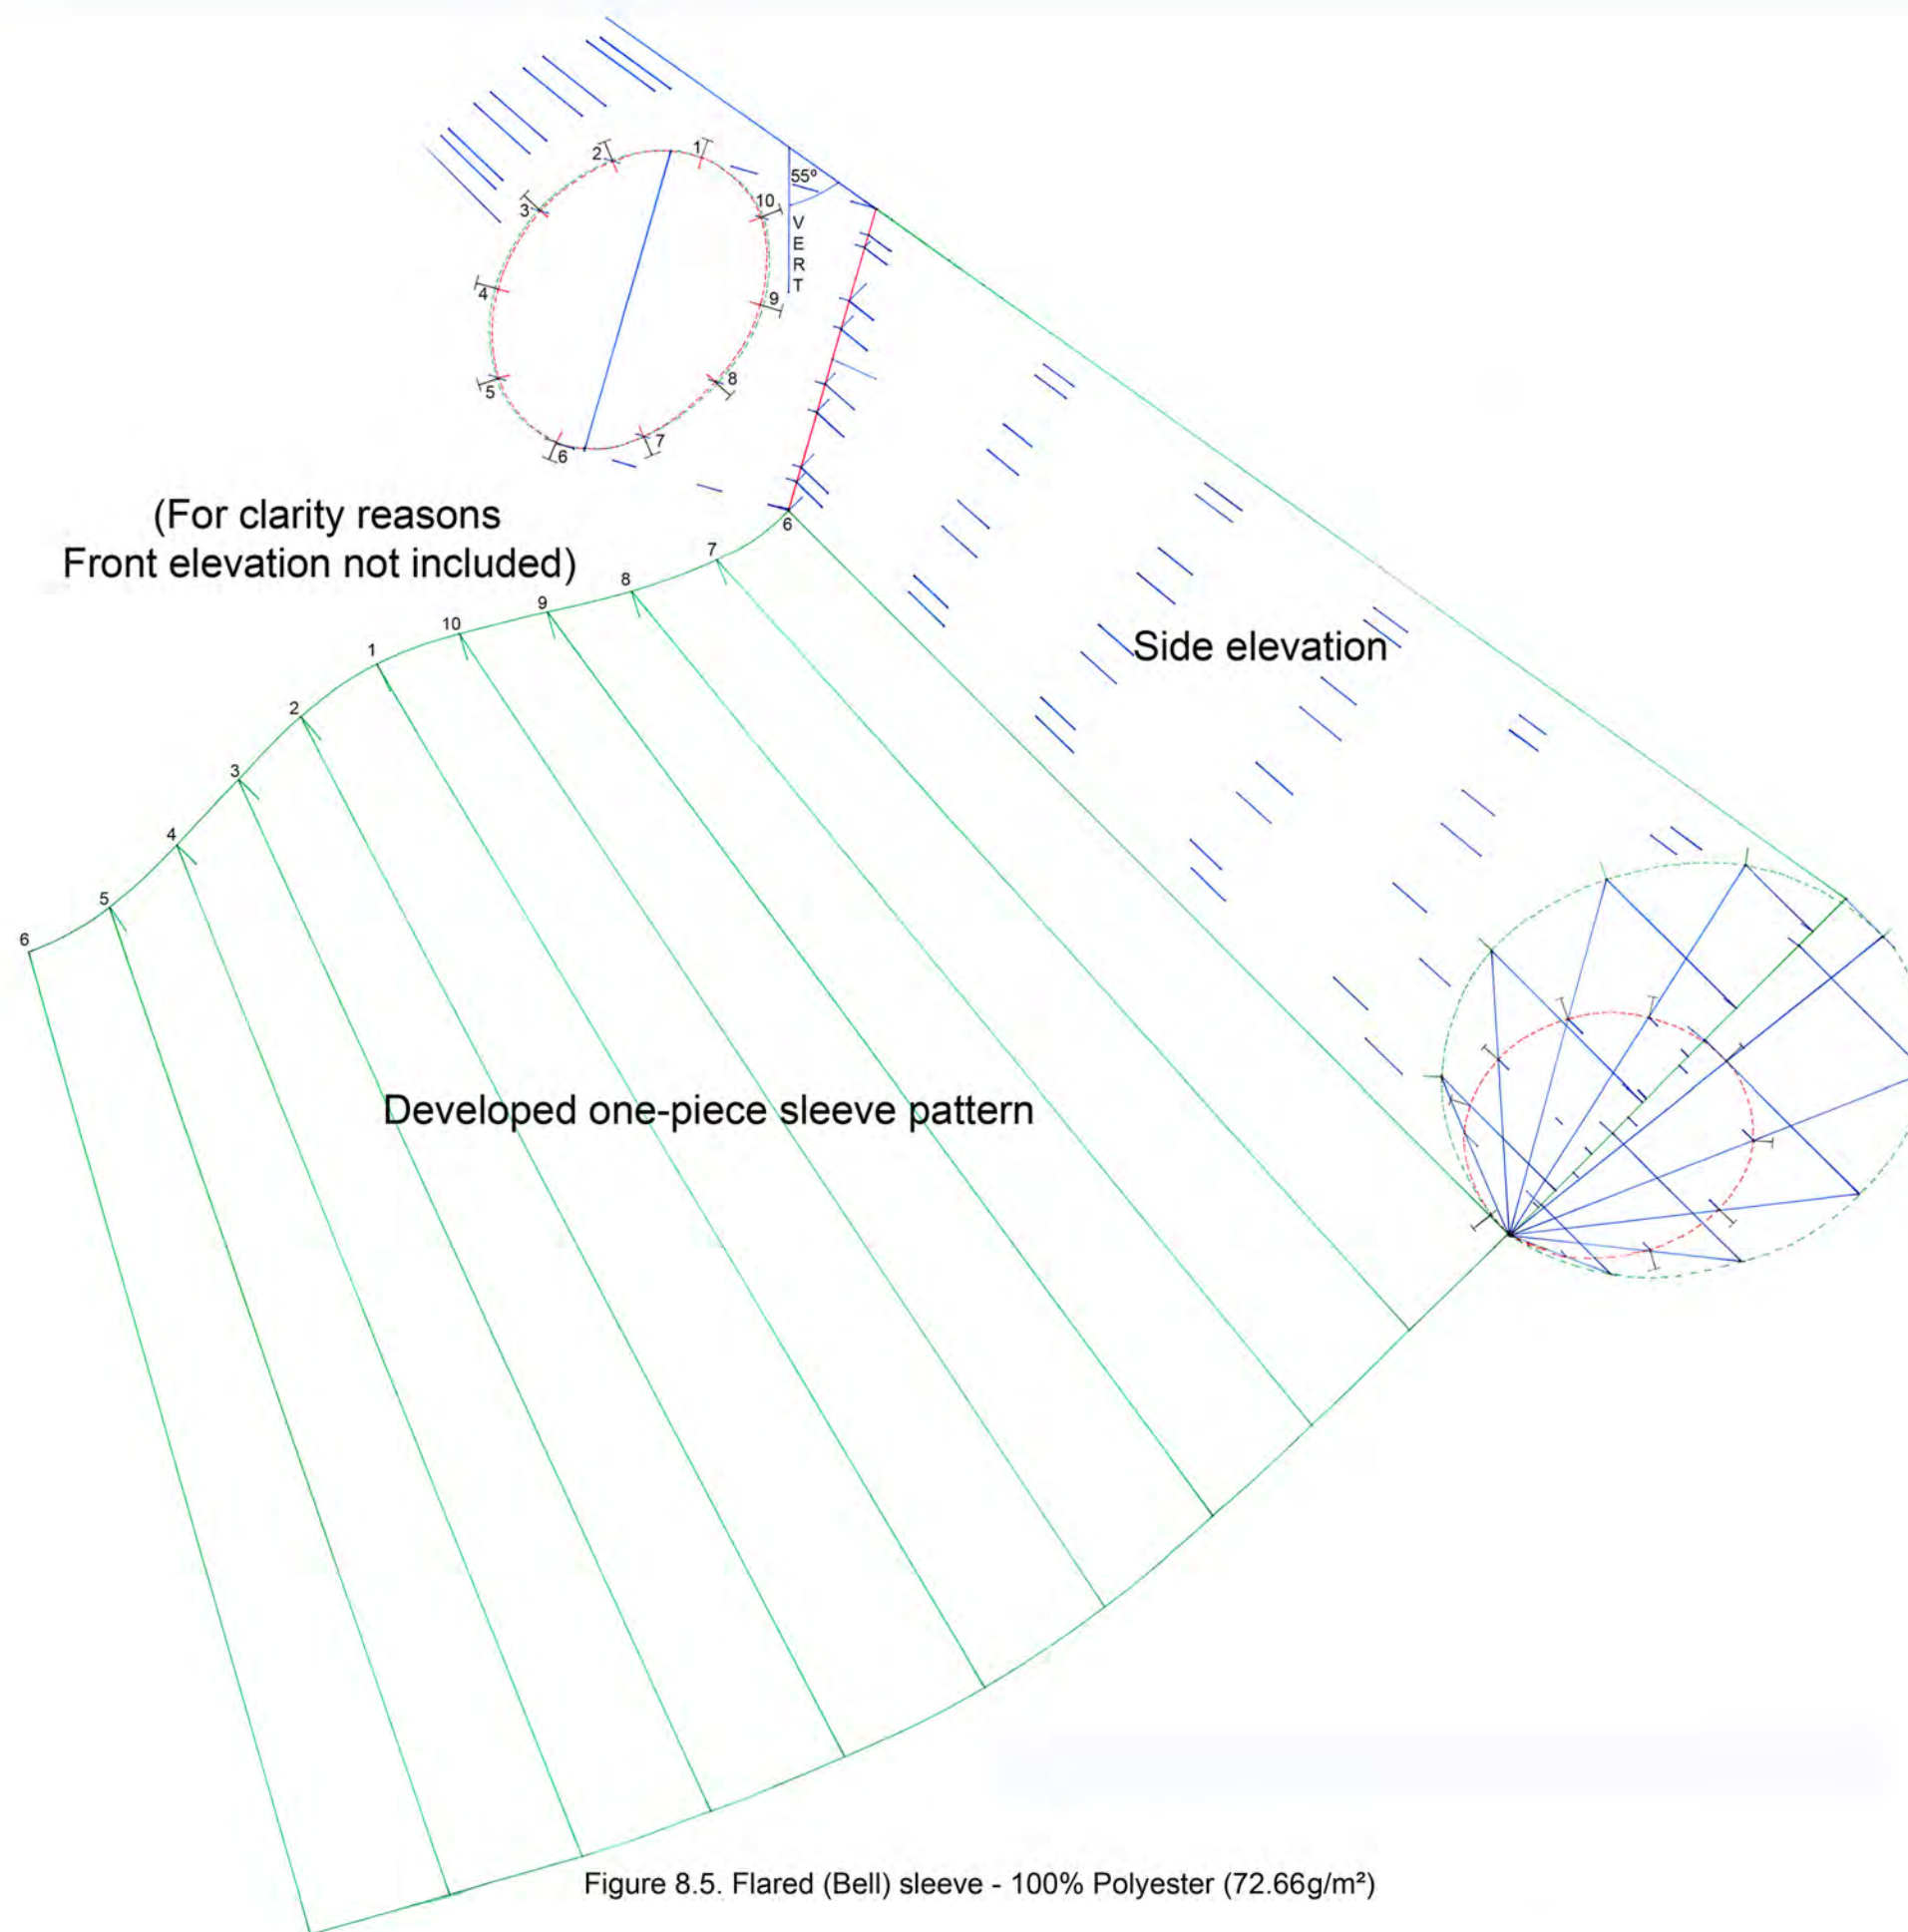 2
1
55º
10
3
V
E
R
T
4
9
5
8
6
7
(For clarity reasons
Front elevation not included)
6
7
8
9
10
1
2
3
4
5
6
Side elevation
Developed one-piece sleeve pattern
Figure 8.5. Flared (Bell) sleeve - 100% Polyester (72.66g/m²)